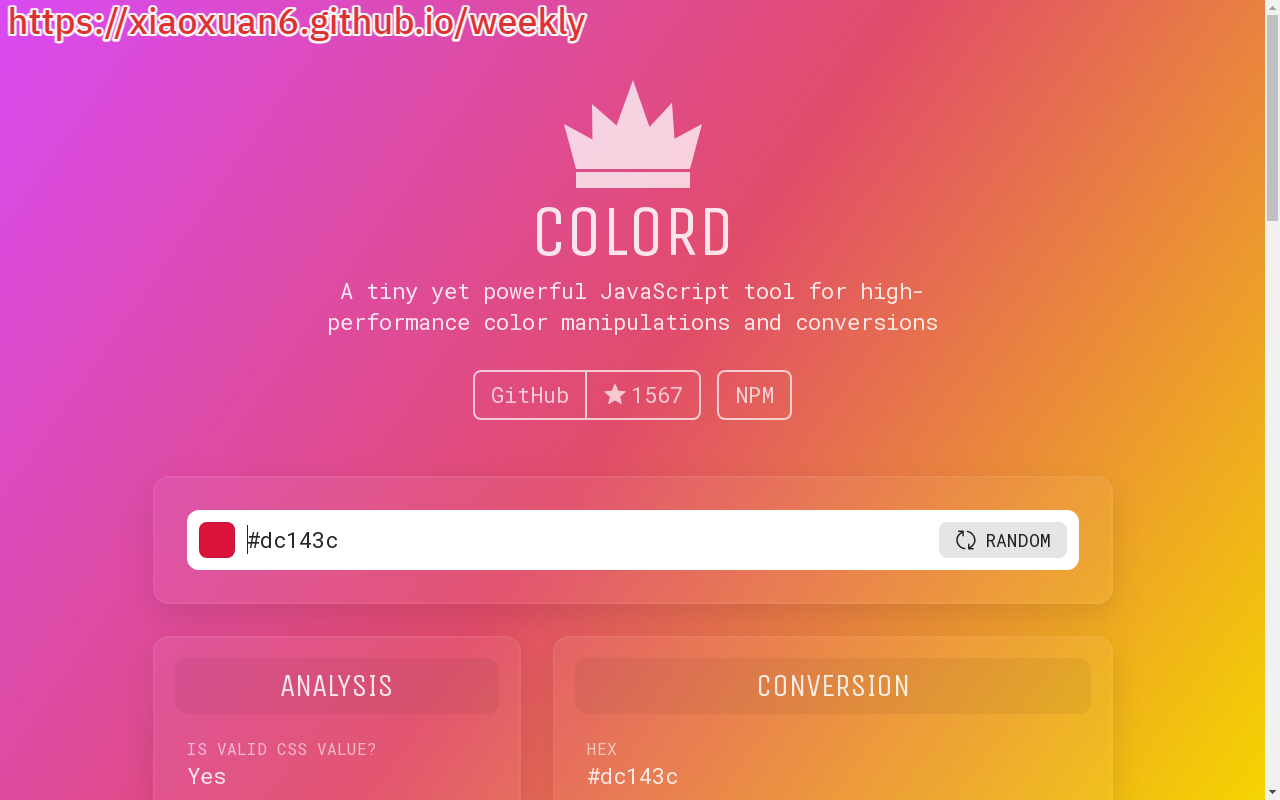 https://xiaoxuan6.github.io/weekly
COLORD
A tiny yet powerful JavaScript tool for high-
performance color manipulations and conversions
GitHub ★ 1567 NPM
#dc143c RANDOM
ANALYSIS CONVERSION
IS VALID CSS VALUE? HEX
Yes #dc143c